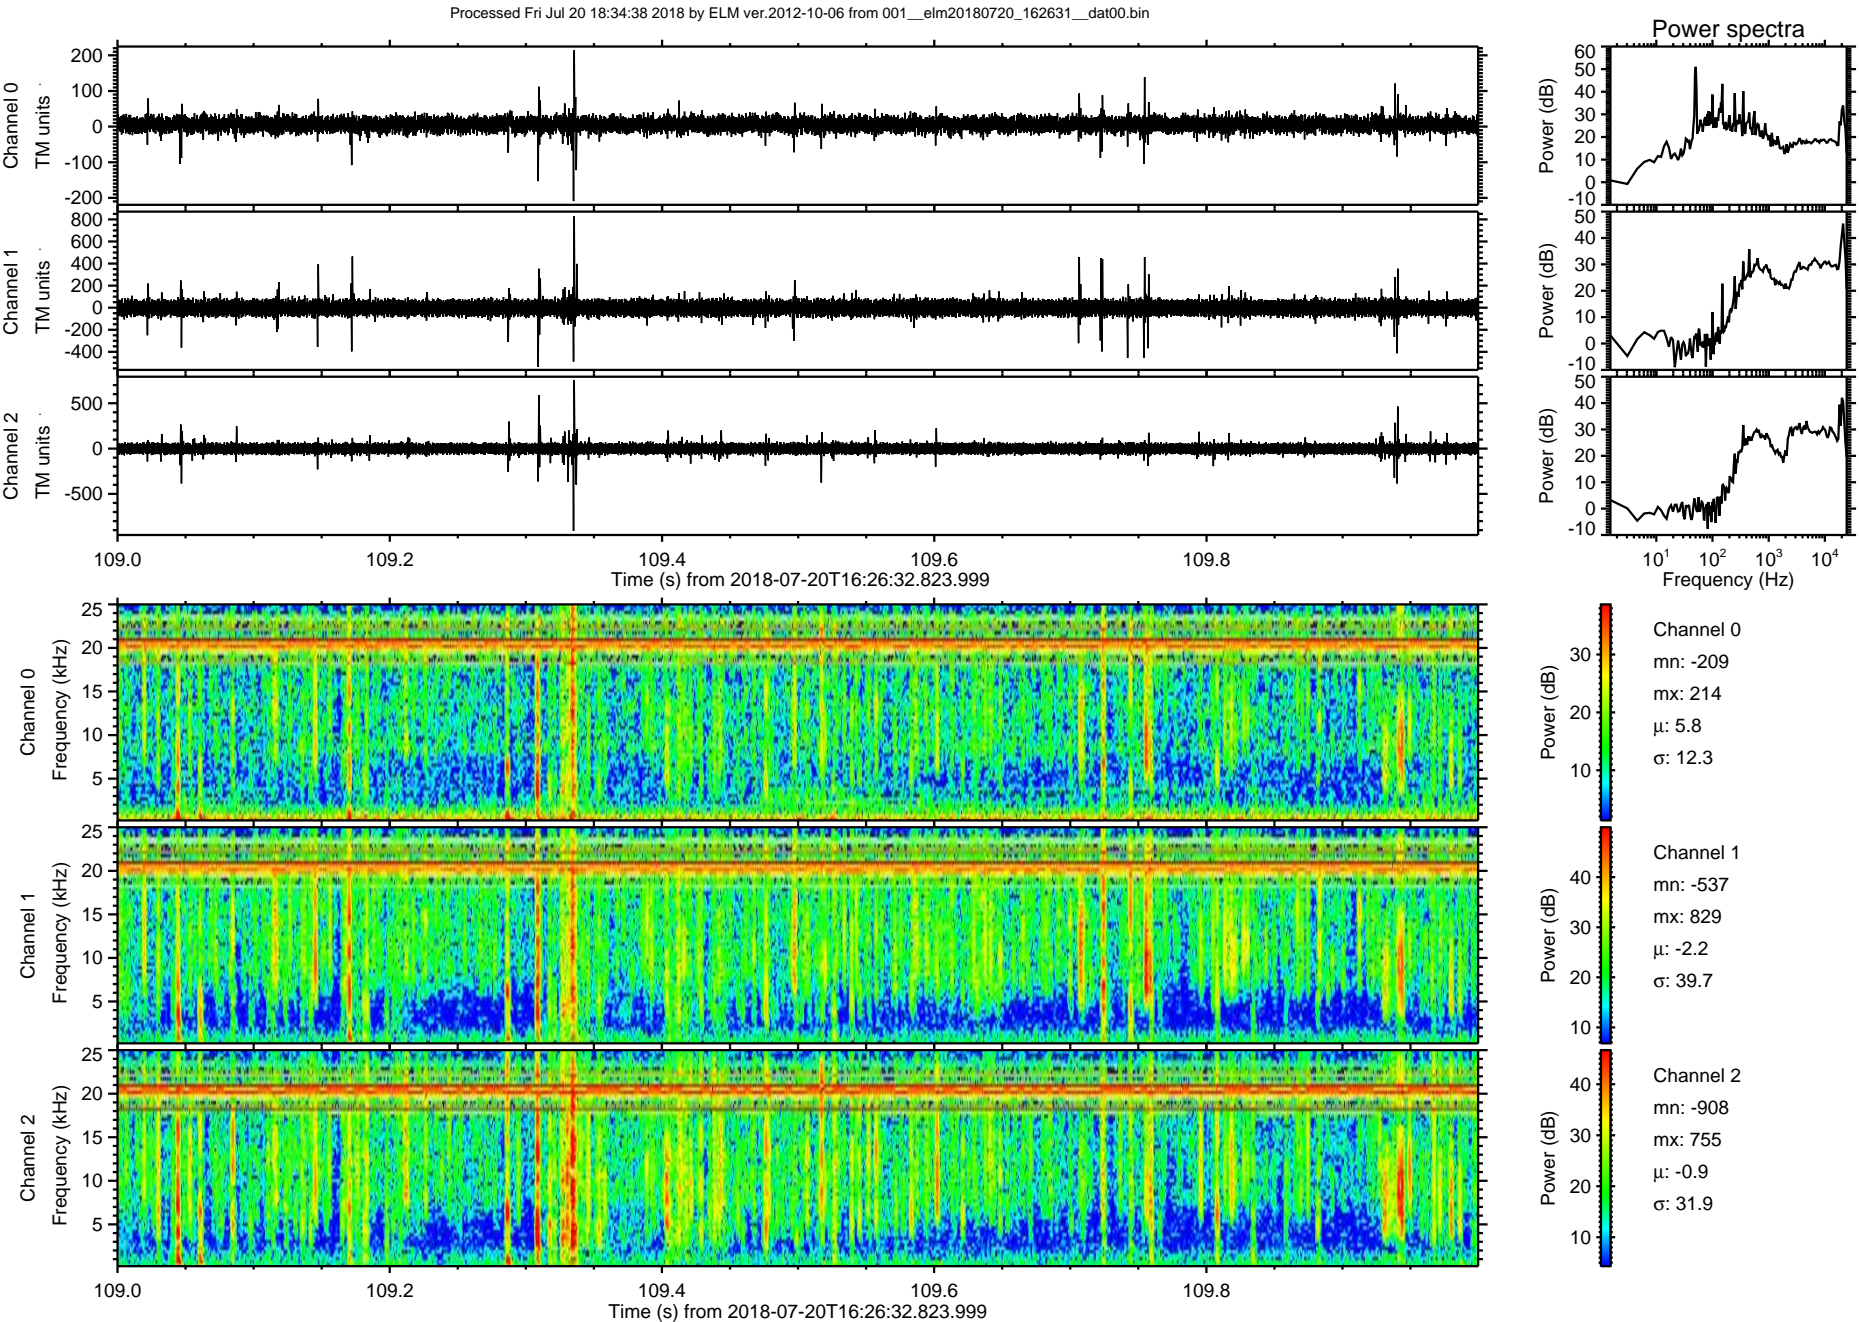 Processed Fri Jul 20 18:34:38 2018 by ELM ver.2012-10-06 from 001__elm20180720_162631__dat00.bin
Power spectra
Channel 0
TM units
200
100
0
-100
-200
Power (dB)
60
50
40
30
20
10
0
-10
Channel 1
TM units
800
600
400
200
0
-200
-400
Power (dB)
50
40
30
20
10
0
-10
Channel 2
TM units
500
0
-500
Power (dB)
50
40
30
20
10
0
-10
109.0 109.2 109.4 109.6 109.8
Time (s) from 2018-07-20T16:26:32.823.999
10¹ 10² 10³ 10⁴
Frequency (Hz)
Channel 0
Frequency (kHz)
25
20
15
10
5
Power (dB)
30
20
10
Channel 0
mn: -209
mx: 214
μ: 5.8
σ: 12.3
Channel 1
Frequency (kHz)
25
20
15
10
5
Power (dB)
40
30
20
10
Channel 1
mn: -537
mx: 829
μ: -2.2
σ: 39.7
Channel 2
Frequency (kHz)
25
20
15
10
5
Power (dB)
40
30
20
10
Channel 2
mn: -908
mx: 755
μ: -0.9
σ: 31.9
109.0 109.2 109.4 109.6 109.8
Time (s) from 2018-07-20T16:26:32.823.999